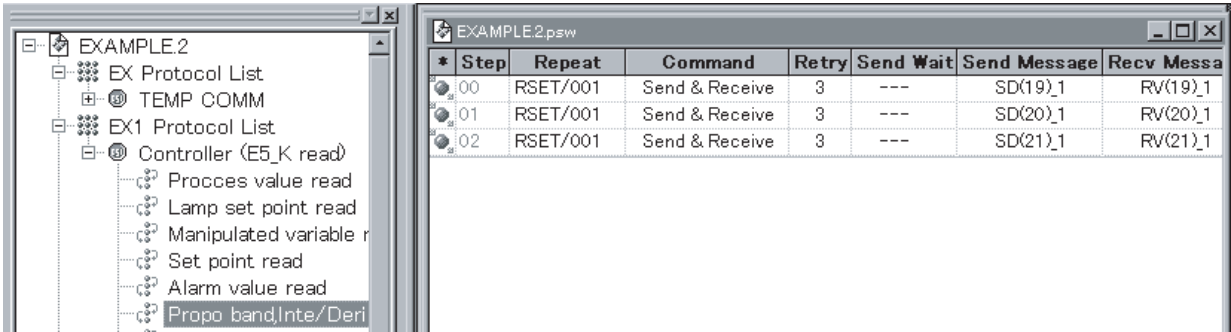 EXAMPLE.2
EX Protocol List
TEMP COMM
EX1 Protocol List
Controller (E5_K read)
Procces value read
Lamp set point read
Manipulated variable r
Set point read
Alarm value read
Propo band,Inte/Deri
EXAMPLE.2.psw
* Step Repeat Command Retry Send Wait Send Message Recv Messa
00 RSET/001 Send & Receive 3 --- SD(19)_1 RV(19)_1
01 RSET/001 Send & Receive 3 --- SD(20)_1 RV(20)_1
02 RSET/001 Send & Receive 3 --- SD(21)_1 RV(21)_1